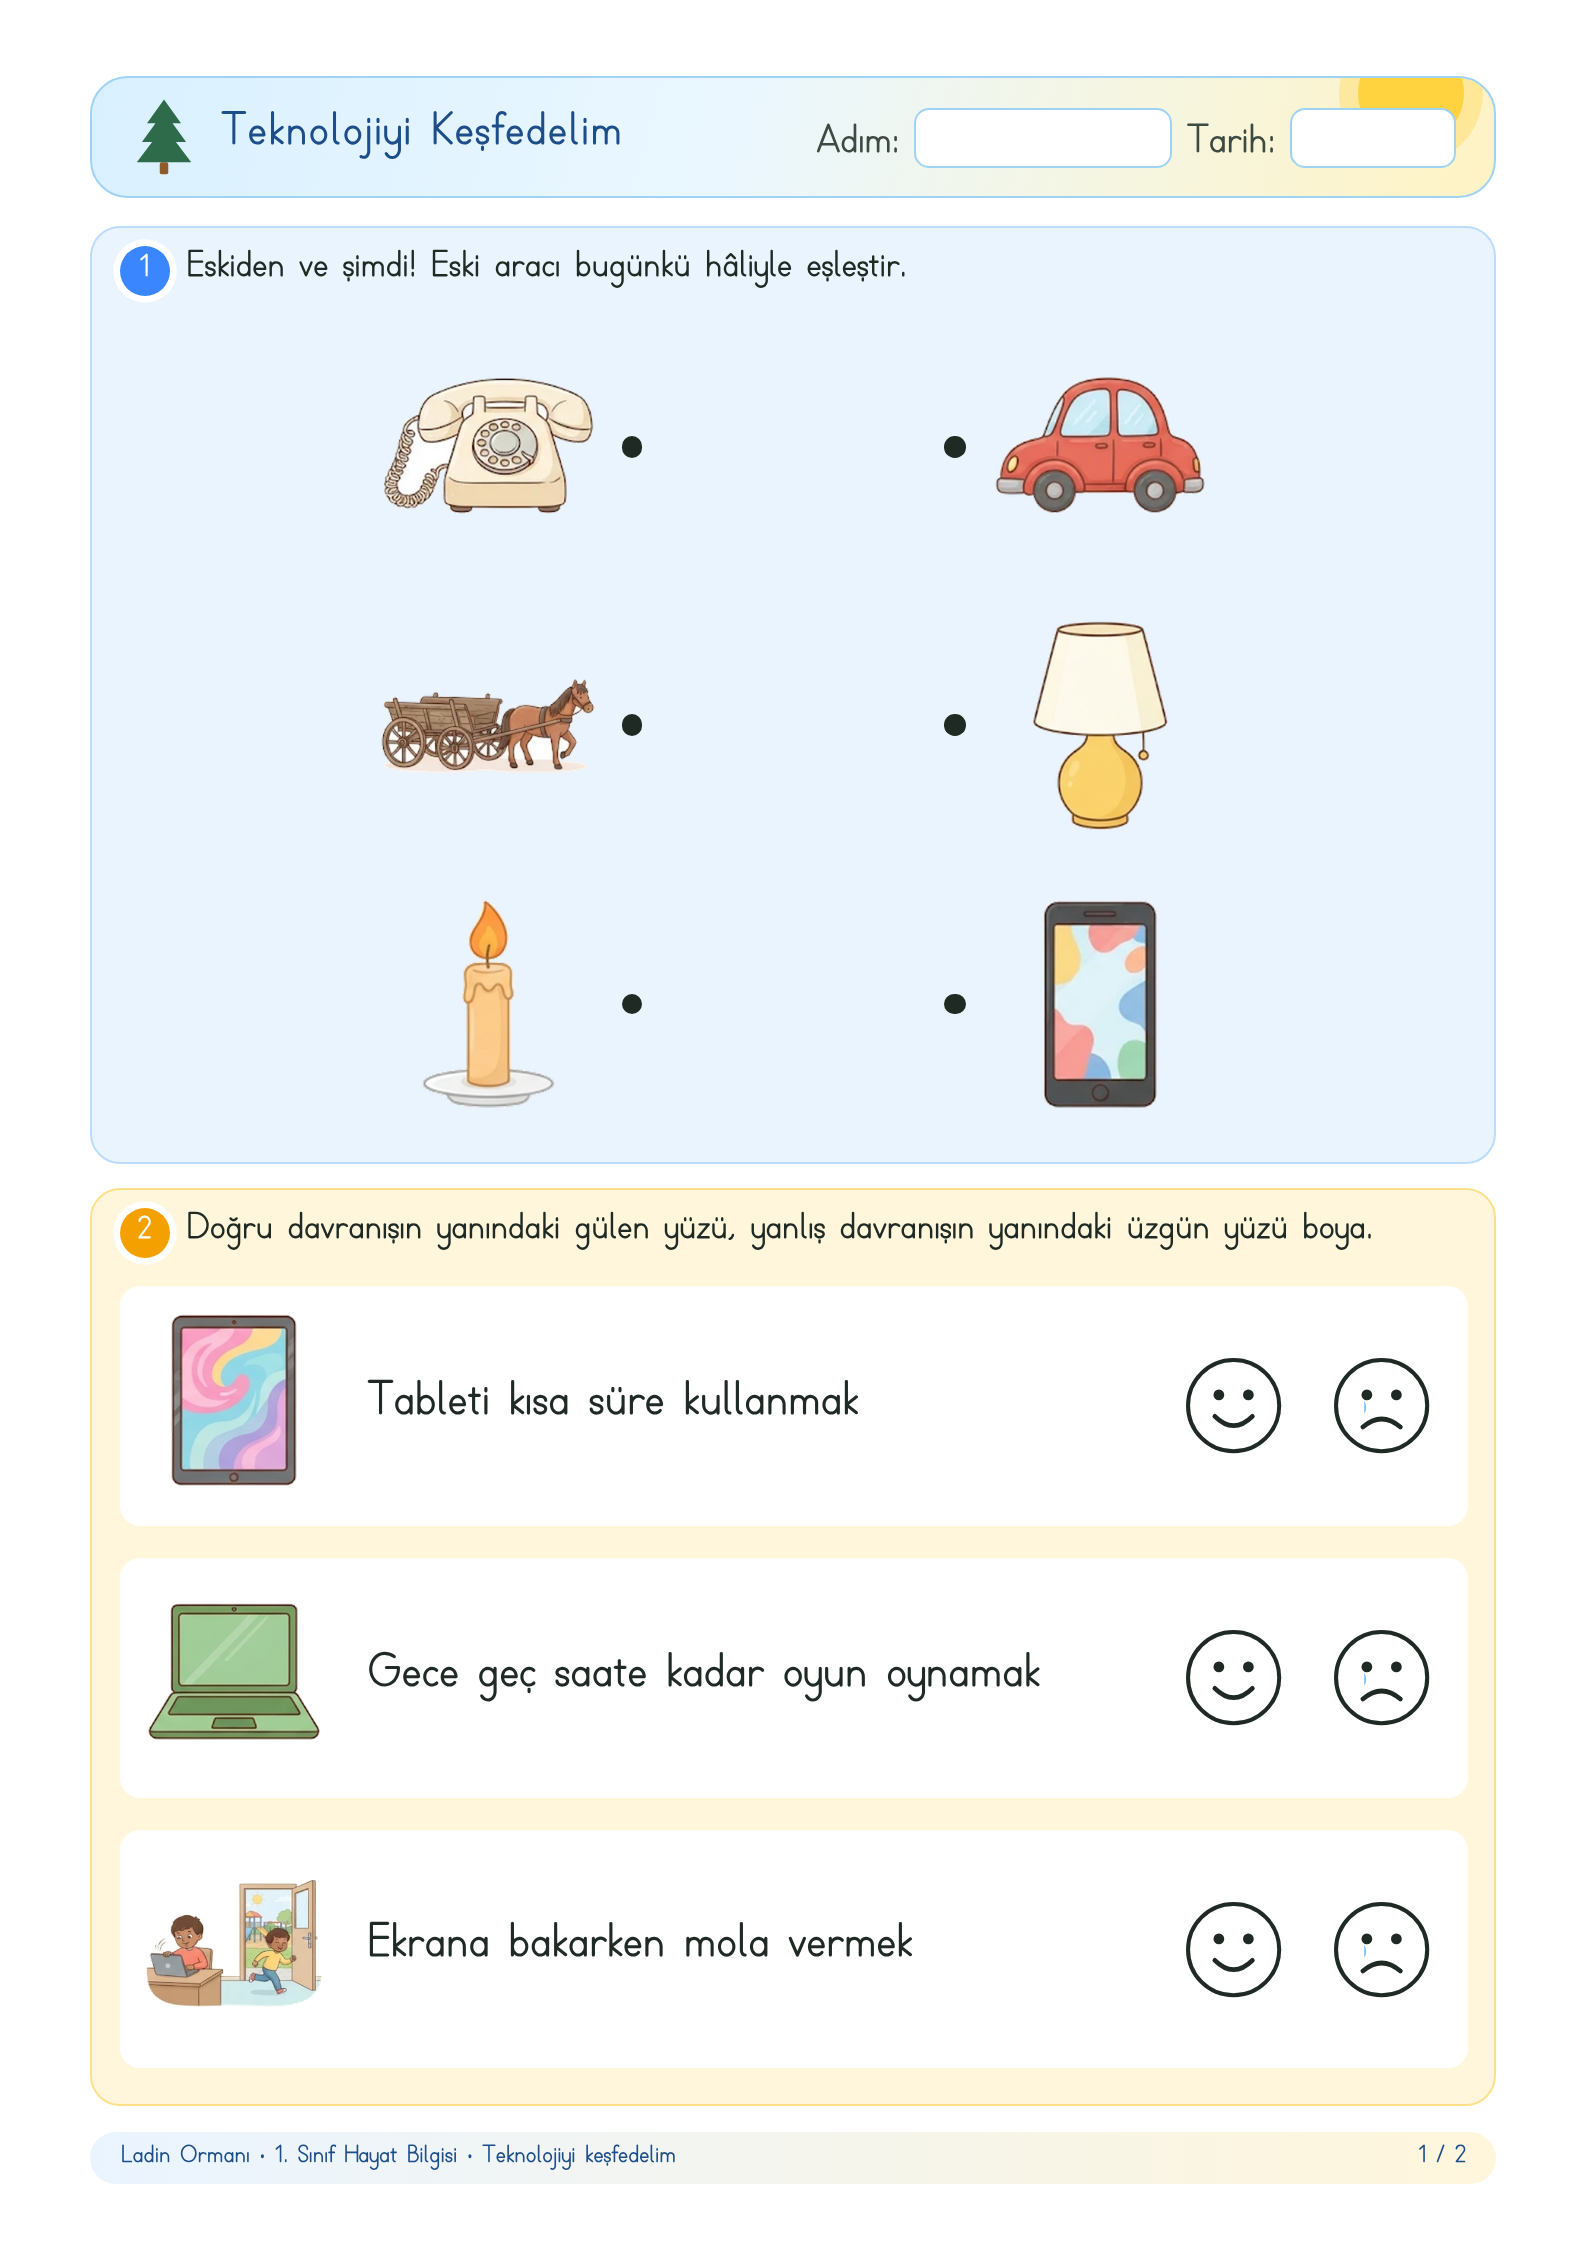 Teknolojiyi Keşfedelim
Adım:
Tarih:
1 Eskiden ve şimdi! Eski aracı bugünkü hâliyle eşleştir.
2 Doğru davranışın yanındaki gülen yüzü, yanlış davranışın yanındaki üzgün yüzü boya.
Tableti kısa süre kullanmak
Gece geç saate kadar oyun oynamak
Ekrana bakarken mola vermek
Ladin Ormanı • 1. Sınıf Hayat Bilgisi • Teknolojiyi keşfedelim
1 / 2